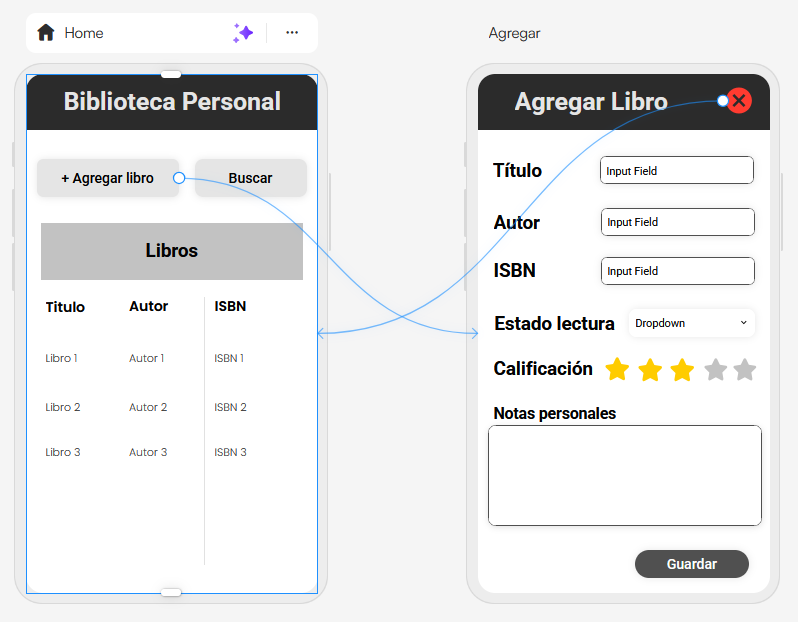 Home
Agregar
Biblioteca Personal
+ Agregar libro
Buscar
Libros
Titulo Autor ISBN
Libro 1 Autor 1 ISBN 1
Libro 2 Autor 2 ISBN 2
Libro 3 Autor 3 ISBN 3
Agregar Libro
Título Input Field
Autor Input Field
ISBN Input Field
Estado lectura Dropdown
Calificación
Notas personales
Guardar